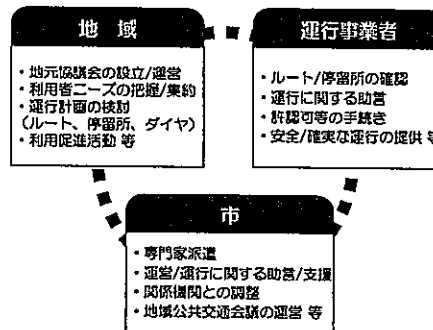 地　域
・地元協議会の設立/運営
・利用者ニーズの把握/集約
・運行計画の検討
（ルート、停留所、ダイヤ）
・利用促進活動 等
運行事業者
・ルート/停留所の確認
・運行に関する助言
・許認可等の手続き
・安全/確実な運行の提供 等
市
・専門家派遣
・運営/運行に関する助言/支援
・関係機関との調整
・地域公共交通会議の運営 等